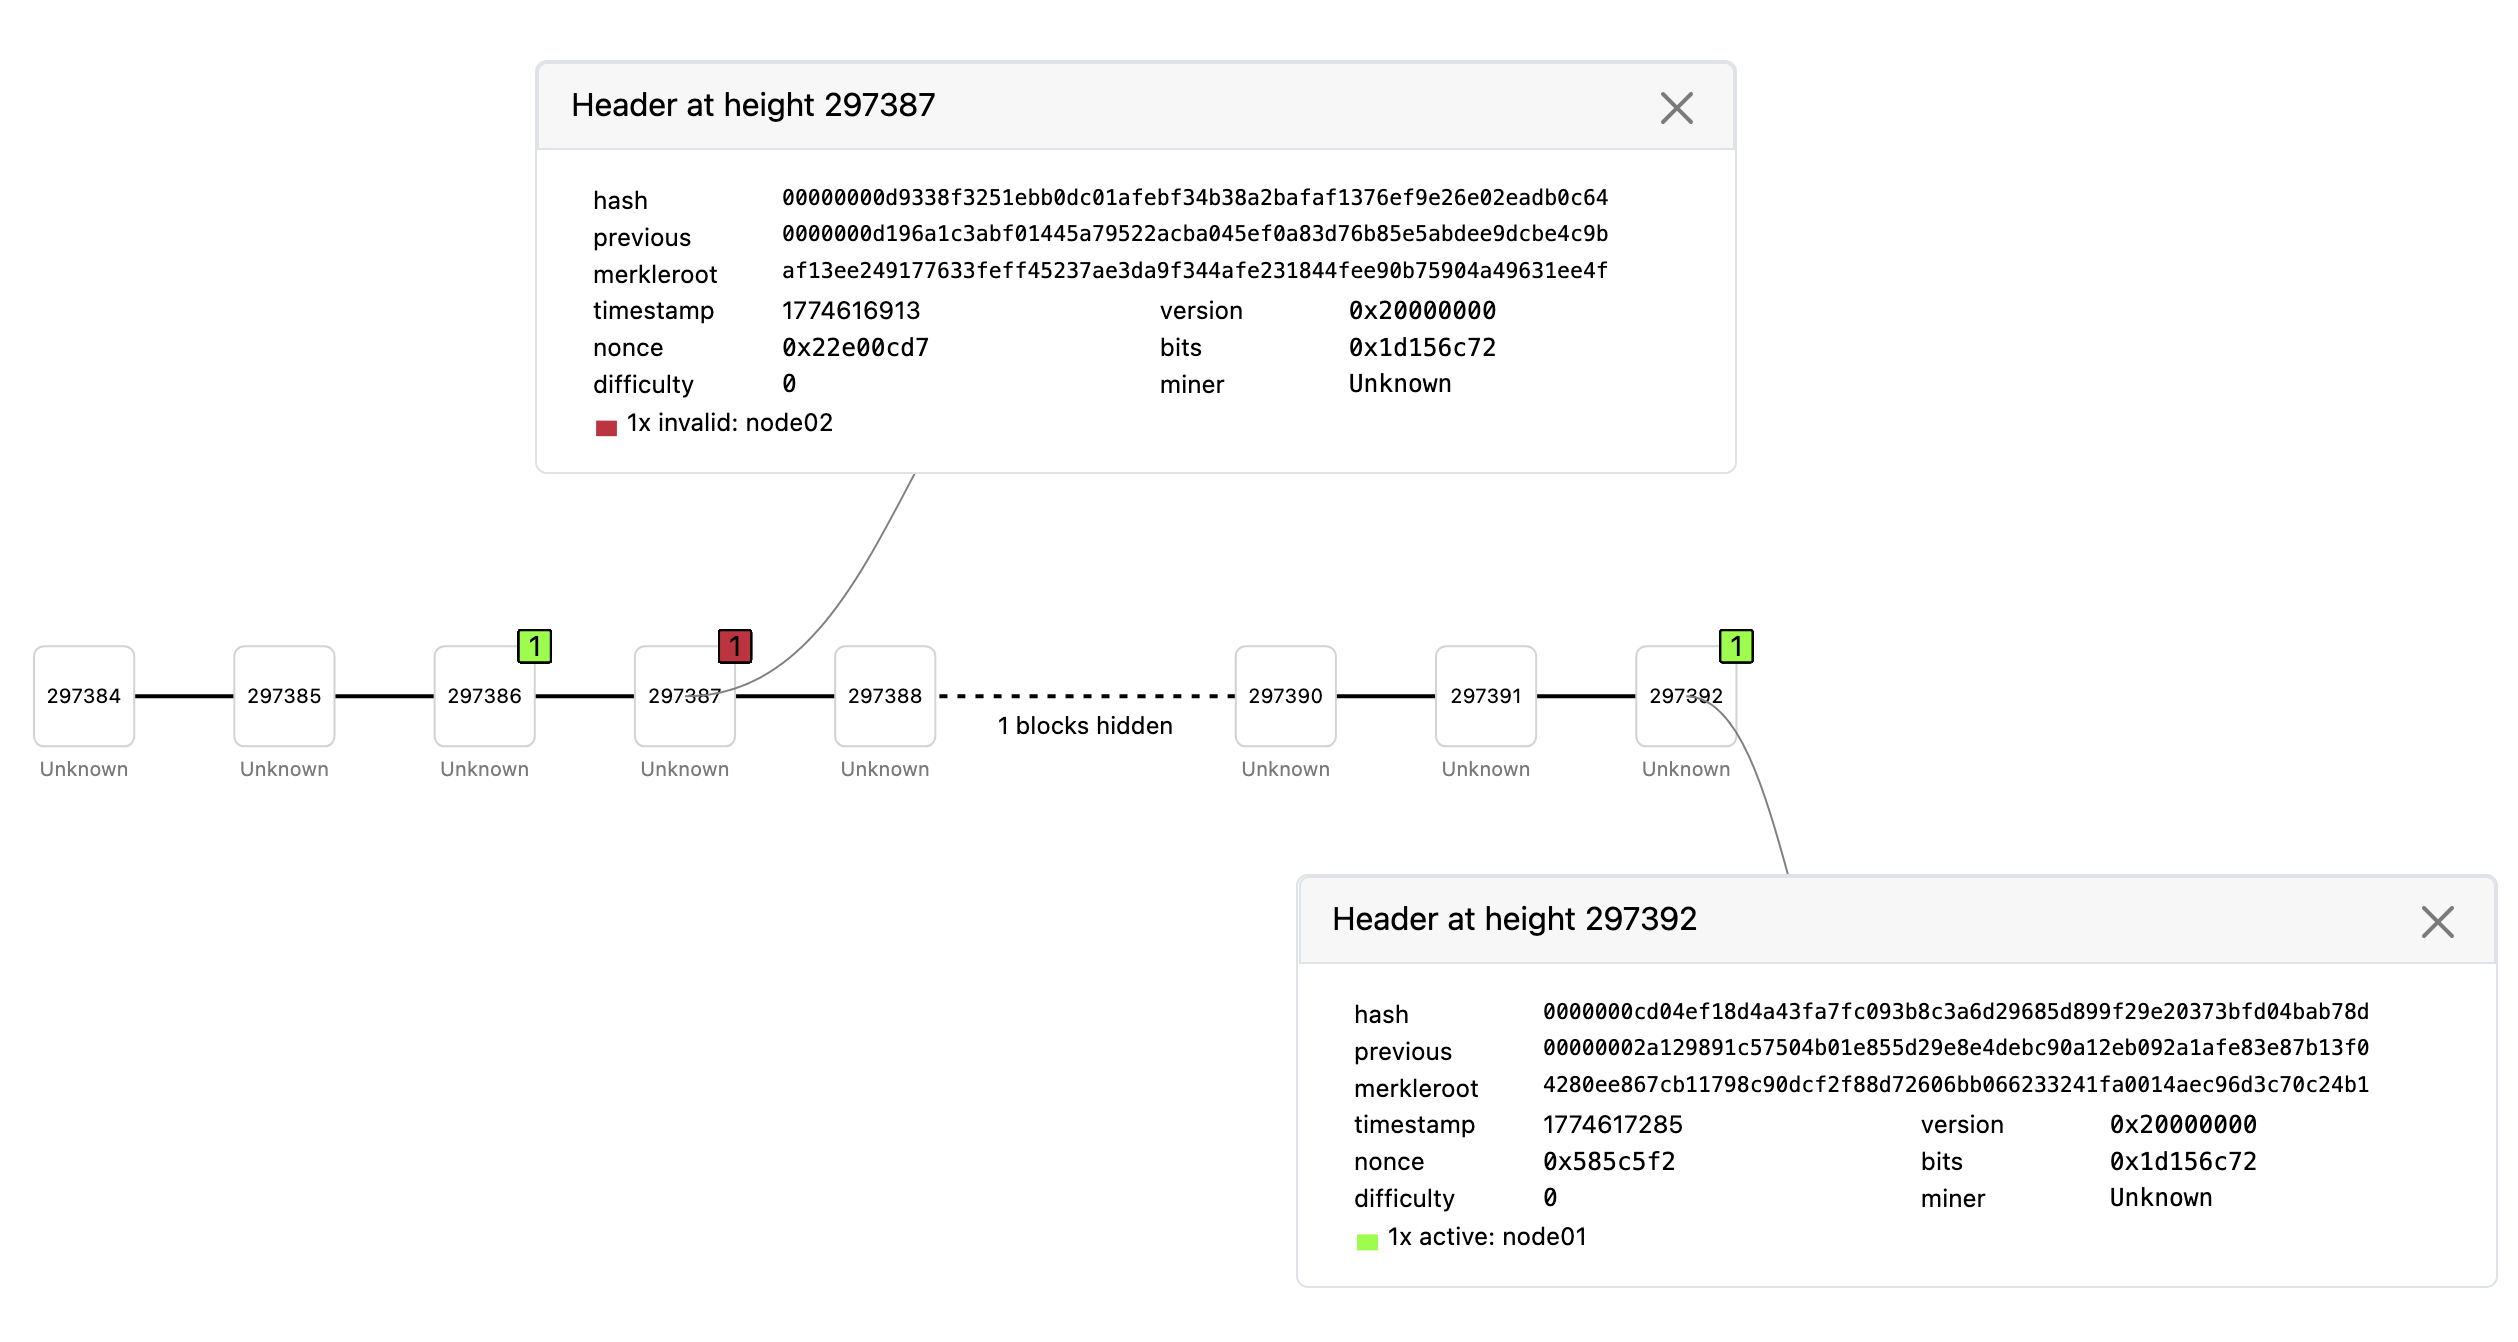 Header at height 297387
hash 00000000d9338f3251ebb0dc01afebf34b38a2bafaf1376ef9e26e02eadb0c64
previous 0000000d196a1c3abf01445a79522acba045ef0a83d76b85e5abdee9dcbe4c9b
merkleroot af13ee249177633feff45237ae3da9f344afe231844fee90b75904a49631ee4f
timestamp 1774616913 version 0x20000000
nonce 0x22e00cd7 bits 0x1d156c72
difficulty 0 miner Unknown
1x invalid: node02
1 1 1
297384 297385 297386 297387 297388 297390 297391 297392
1 blocks hidden
Unknown Unknown Unknown Unknown Unknown Unknown Unknown Unknown
Header at height 297392
hash 0000000cd04ef18d4a43fa7fc093b8c3a6d29685d899f29e20373bfd04bab78d
previous 00000002a129891c57504b01e855d29e8e4debc90a12eb092a1afe83e87b13f0
merkleroot 4280ee867cb11798c90dcf2f88d72606bb066233241fa0014aec96d3c70c24b1
timestamp 1774617285 version 0x20000000
nonce 0x585c5f2 bits 0x1d156c72
difficulty 0 miner Unknown
1x active: node01